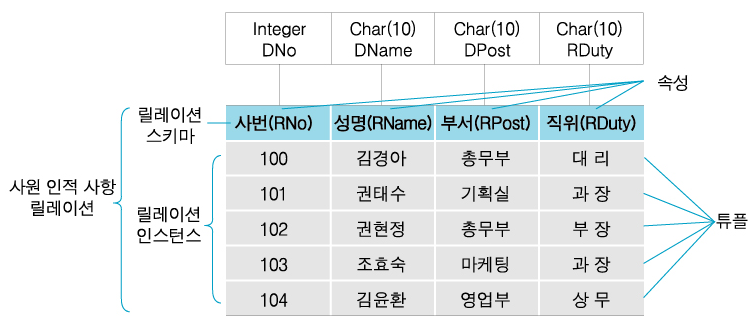 Integer Char(10) Char(10) Char(10)
DNo DName DPost RDuty
속성
릴레이션
스키마
사번(RNo) 성명(RName) 부서(RPost) 직위(RDuty)
사원 인적 사항
릴레이션
릴레이션
인스턴스
100 김경아 총무부 대 리
101 권태수 기획실 과 장
102 권현정 총무부 부 장
103 조효숙 마케팅 과 장
104 김윤환 영업부 상 무
튜플